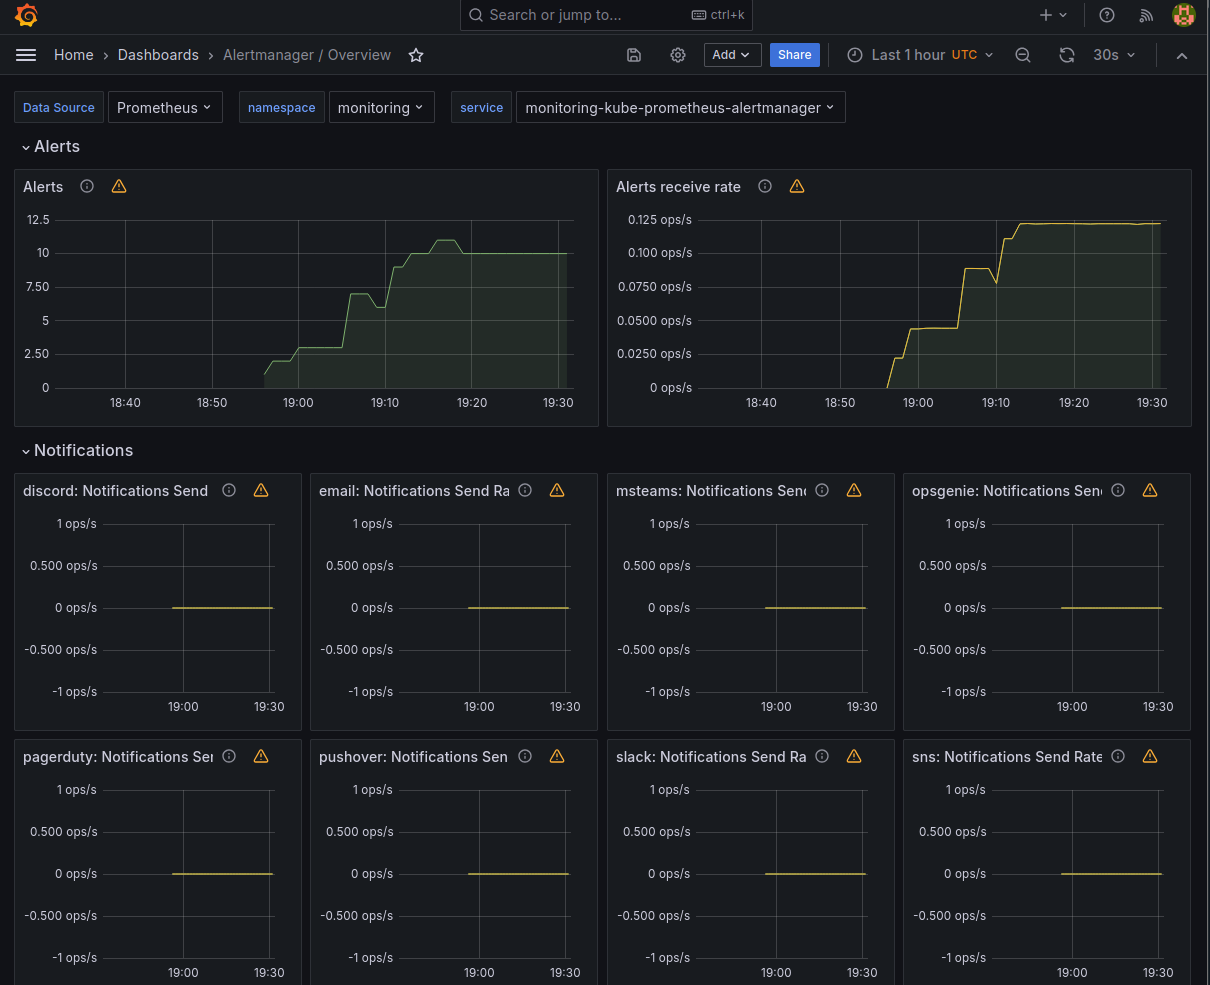 Search or jump to... ctrl+k
Home Dashboards Alertmanager / Overview Add Share Last 1 hour UTC 30s
Data Source Prometheus namespace monitoring service monitoring-kube-prometheus-alertmanager
Alerts
Alerts
12.5
10
7.50
5
2.50
0
18:40 18:50 19:00 19:10 19:20 19:30
Alerts receive rate
0.125 ops/s
0.100 ops/s
0.0750 ops/s
0.0500 ops/s
0.0250 ops/s
0 ops/s
18:40 18:50 19:00 19:10 19:20 19:30
Notifications
discord: Notifications Send
1 ops/s
0.500 ops/s
0 ops/s
-0.500 ops/s
-1 ops/s
19:00 19:30
email: Notifications Send Ra
1 ops/s
0.500 ops/s
0 ops/s
-0.500 ops/s
-1 ops/s
19:00 19:30
msteams: Notifications Send
1 ops/s
0.500 ops/s
0 ops/s
-0.500 ops/s
-1 ops/s
19:00 19:30
opsgenie: Notifications Sen
1 ops/s
0.500 ops/s
0 ops/s
-0.500 ops/s
-1 ops/s
19:00 19:30
pagerduty: Notifications Sen
1 ops/s
0.500 ops/s
0 ops/s
-0.500 ops/s
-1 ops/s
19:00 19:30
pushover: Notifications Sen
1 ops/s
0.500 ops/s
0 ops/s
-0.500 ops/s
-1 ops/s
19:00 19:30
slack: Notifications Send Ra
1 ops/s
0.500 ops/s
0 ops/s
-0.500 ops/s
-1 ops/s
19:00 19:30
sns: Notifications Send Rate
1 ops/s
0.500 ops/s
0 ops/s
-0.500 ops/s
-1 ops/s
19:00 19:30